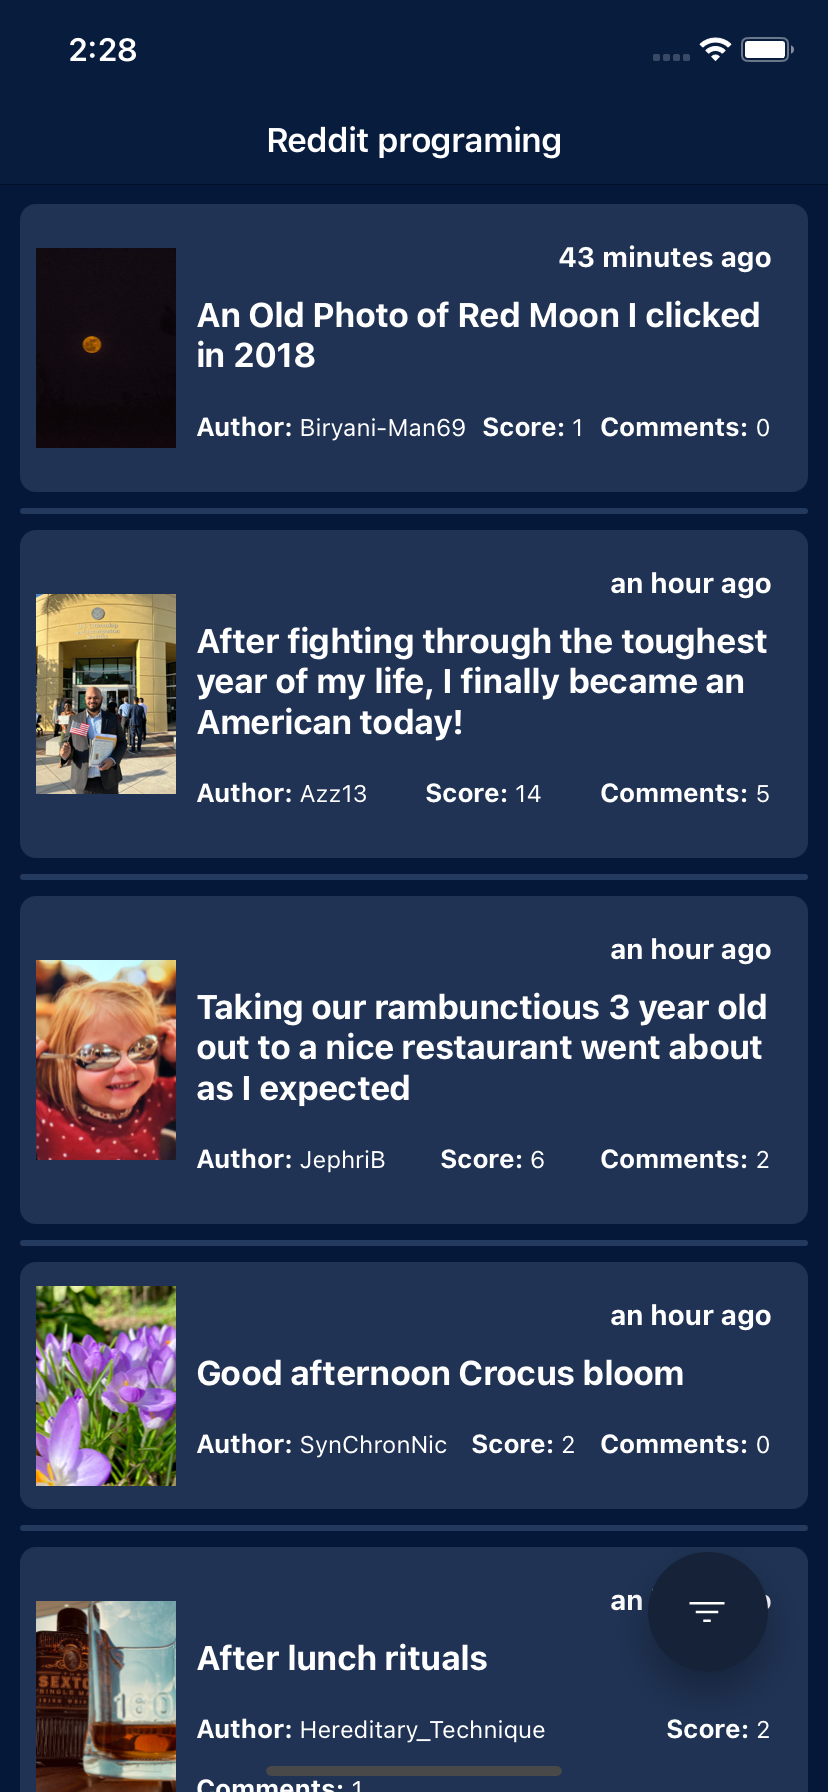 2:28
Reddit programing
43 minutes ago
An Old Photo of Red Moon I clicked
in 2018
Author: Biryani-Man69 Score: 1 Comments: 0
an hour ago
After fighting through the toughest
year of my life, I finally became an
American today!
Author: Azz13 Score: 14 Comments: 5
an hour ago
Taking our rambunctious 3 year old
out to a nice restaurant went about
as I expected
Author: JephriB Score: 6 Comments: 2
an hour ago
Good afternoon Crocus bloom
Author: SynChronNic Score: 2 Comments: 0
an
After lunch rituals
SEXTO
160
Author: Hereditary_Technique Score: 2
Comments: 1